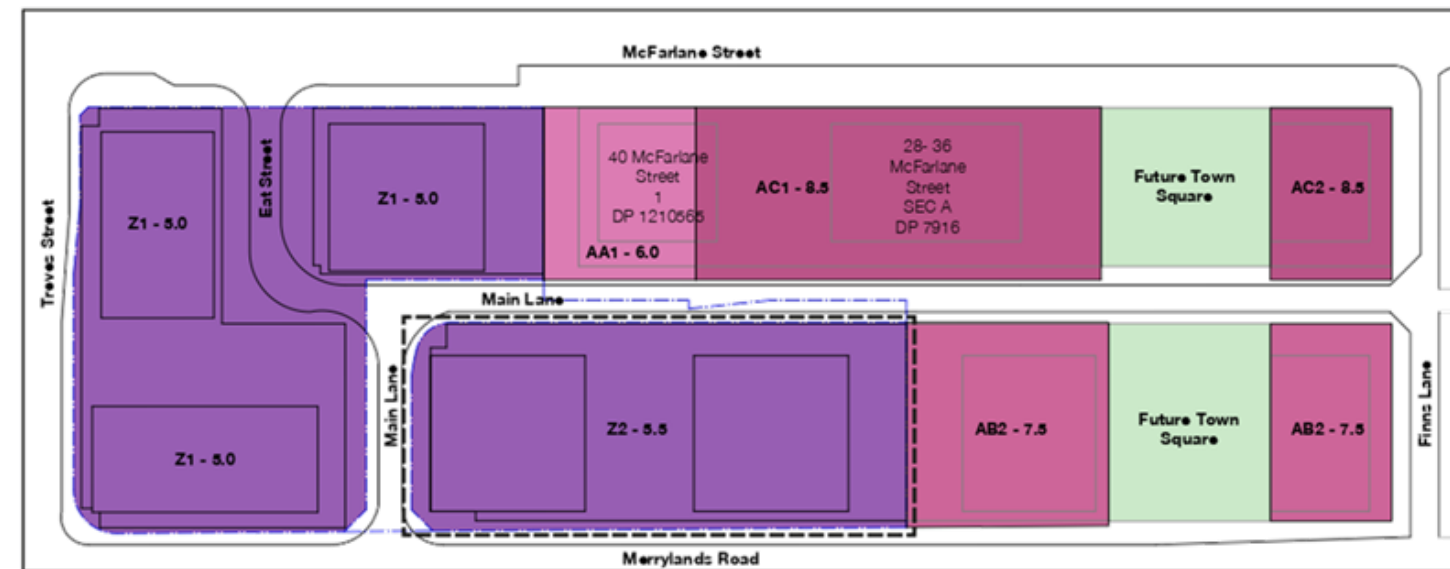 McFarlane Street
Treves Street
Z1 - 5.0
Eat Street
Z1 - 5.0
40 McFarlane
Street
1
DP 1210565
AA1 - 6.0
AC1 - 8.5
28- 36
McFarlane
Street
SEC A
DP 7916
Future Town
Square
AC2 - 8.5
Main Lane
Z1 - 5.0
Main Lane
Z2 - 5.5
AB2 - 7.5
Future Town
Square
AB2 - 7.5
Finns Lane
Merrylands Road